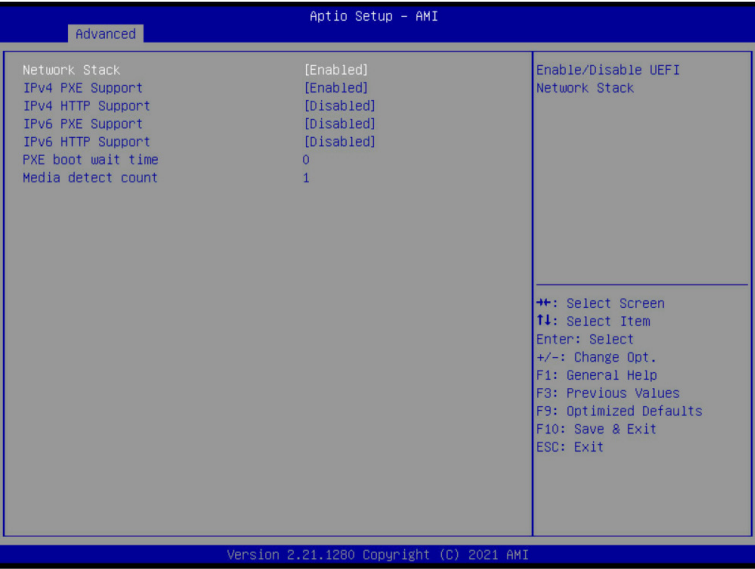 Aptio Setup – AMI
Advanced
Network Stack [Enabled]
IPv4 PXE Support [Enabled]
IPv4 HTTP Support [Disabled]
IPv6 PXE Support [Disabled]
IPv6 HTTP Support [Disabled]
PXE boot wait time 0
Media detect count 1
Enable/Disable UEFI
Network Stack
→←: Select Screen
↑↓: Select Item
Enter: Select
+/-: Change Opt.
F1: General Help
F3: Previous Values
F9: Optimized Defaults
F10: Save & Exit
ESC: Exit
Version 2.21.1280 Copyright (C) 2021 AMI